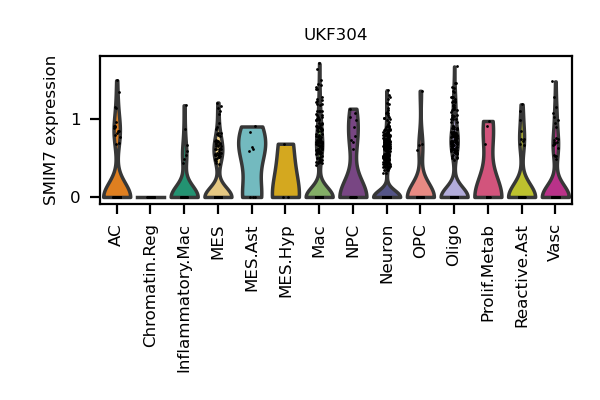 UKF304
SMIM7 expression
1
0
AC
Chromatin.Reg
Inflammatory.Mac
MES
MES.Ast
MES.Hyp
Mac
NPC
Neuron
OPC
Oligo
Prolif.Metab
Reactive.Ast
Vasc